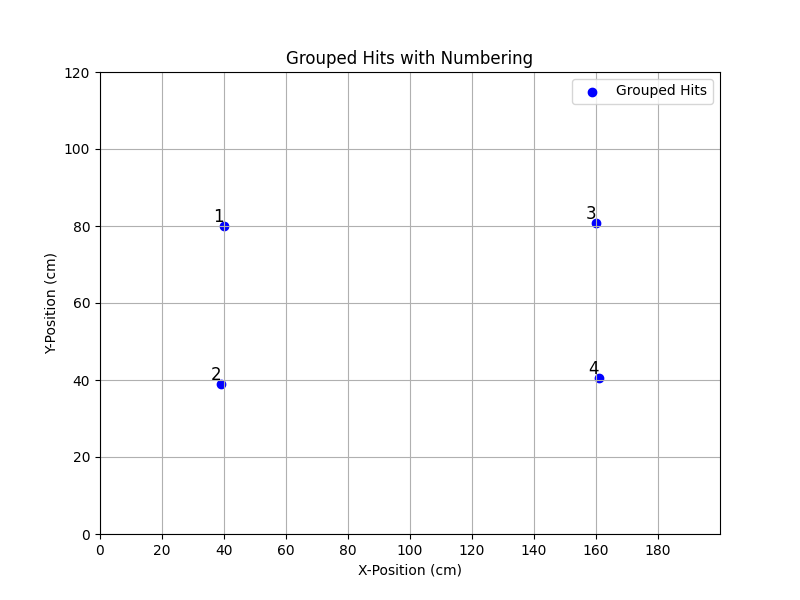 Grouped Hits with Numbering
Grouped Hits
120
100
80
60
40
20
0
Y-Position (cm)
1
3
2
4
0 20 40 60 80 100 120 140 160 180
X-Position (cm)